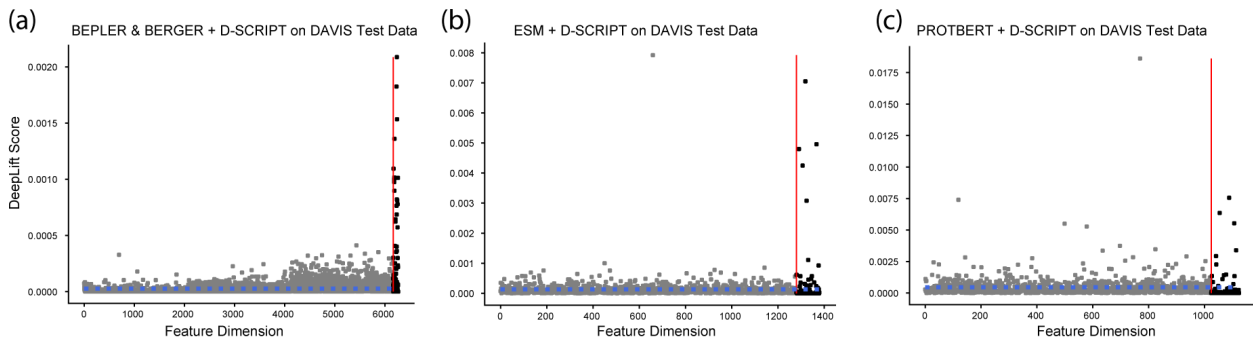 (a)
BEPLER & BERGER + D-SCRIPT on DAVIS Test Data
DeepLift Score
0.0020
0.0015
0.0010
0.0005
0.0000
0 1000 2000 3000 4000 5000 6000
Feature Dimension
(b)
ESM + D-SCRIPT on DAVIS Test Data
0.008
0.007
0.006
0.005
0.004
0.003
0.002
0.001
0.000
0 200 400 600 800 1000 1200 1400
Feature Dimension
(c)
PROTBERT + D-SCRIPT on DAVIS Test Data
0.0175
0.0150
0.0125
0.0100
0.0075
0.0050
0.0025
0.0000
0 200 400 600 800 1000
Feature Dimension